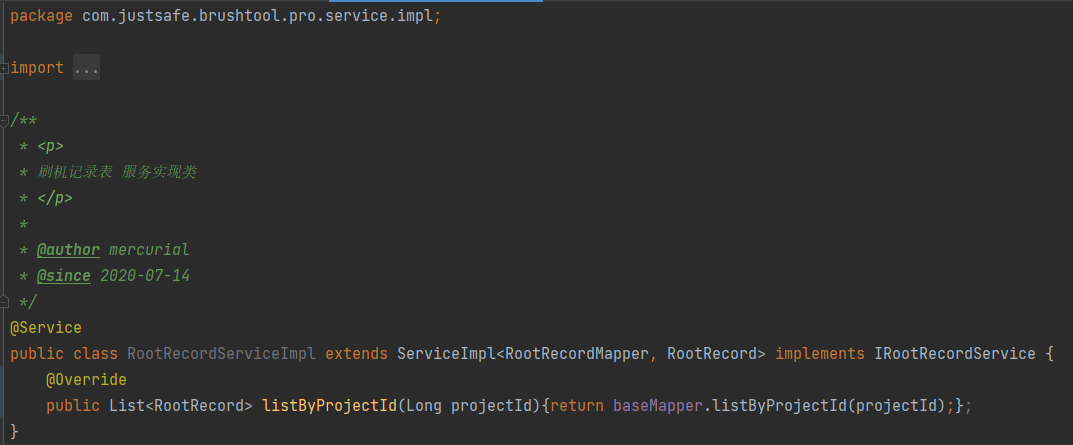 package com.justsafe.brushtool.pro.service.impl;
import ...
/**
 * <p>
 * 刷机记录表 服务实现类
 * </p>
 *
 * @author mercurial
 * @since 2020-07-14
 */
@Service
public class RootRecordServiceImpl extends ServiceImpl<RootRecordMapper, RootRecord> implements IRootRecordService {
    @Override
    public List<RootRecord> listByProjectId(Long projectId){return baseMapper.listByProjectId(projectId);};
}